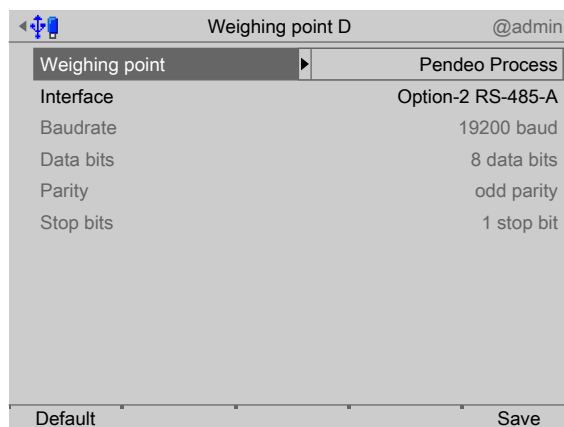 Weighing point D @admin
Weighing point Pendeo Process
Interface Option-2 RS-485-A
Baudrate 19200 baud
Data bits 8 data bits
Parity odd parity
Stop bits 1 stop bit
Default Save